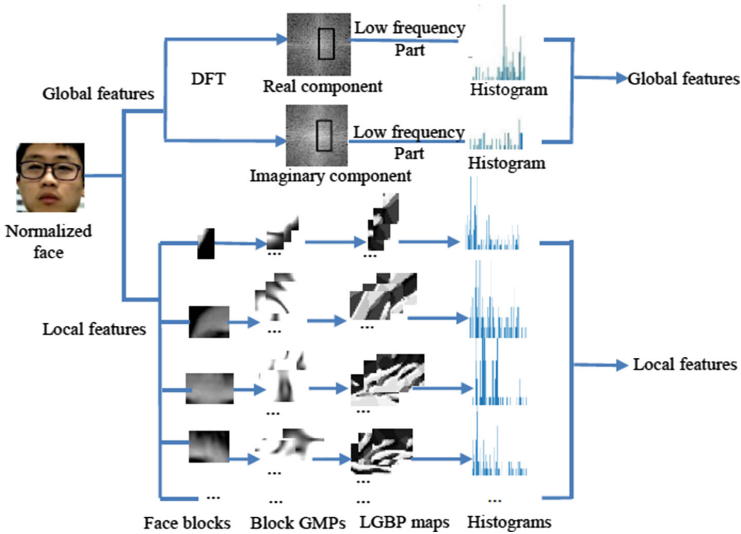 Global features
DFT
Real component
Low frequency
Part
Histogram
Global features
Imaginary component
Low frequency
Part
Histogram
Normalized
face
Local features
...
...
...
...
...
...
...
...
Local features
...
...
...
...
...
Face blocks
Block GMPs
LGBP maps
Histograms